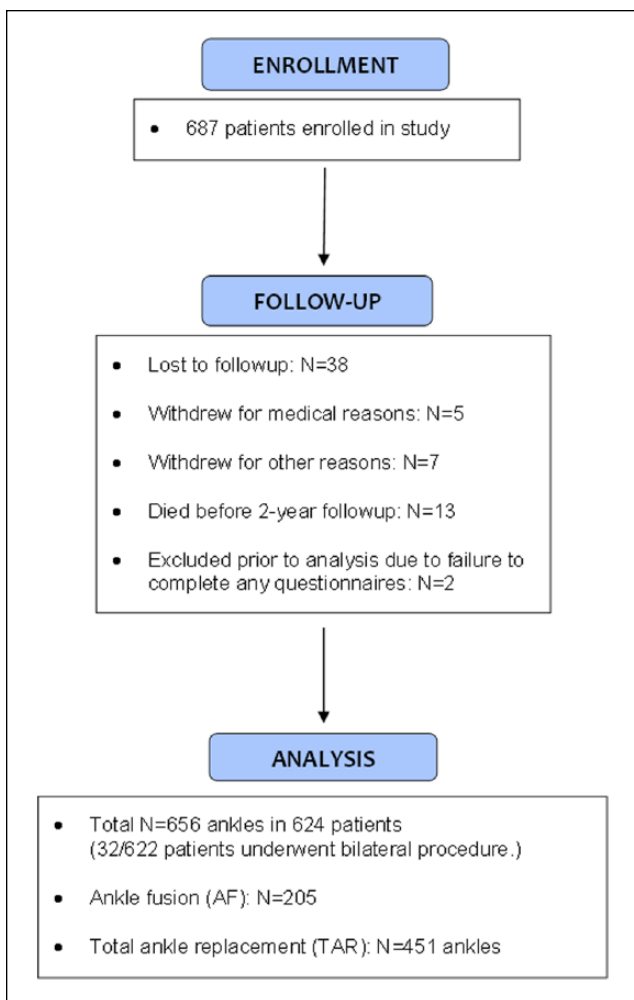 ENROLLMENT
• 687 patients enrolled in study
FOLLOW-UP
• Lost to followup: N=38
• Withdrew for medical reasons: N=5
• Withdrew for other reasons: N=7
• Died before 2-year followup: N=13
• Excluded prior to analysis due to failure to
complete any questionnaires: N=2
ANALYSIS
• Total N=656 ankles in 624 patients
(32/622 patients underwent bilateral procedure.)
• Ankle fusion (AF): N=205
• Total ankle replacement (TAR): N=451 ankles